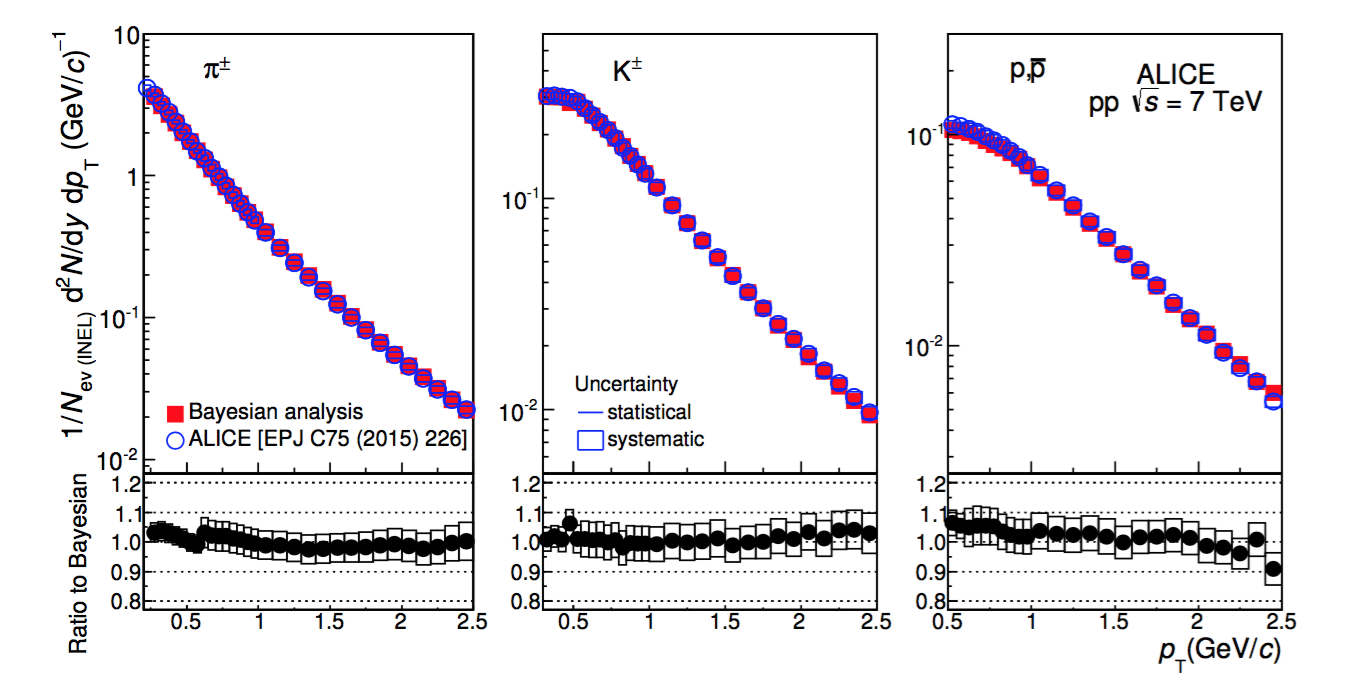 1/N_ev (INEL) d²N/dy dp_T (GeV/c)⁻¹
10
1
10⁻¹
10⁻²
π±
Bayesian analysis
ALICE [EPJ C75 (2015) 226]
K±
10⁻¹
10⁻²
Uncertainty
statistical
systematic
p,p̅
ALICE
pp √s = 7 TeV
10⁻¹
10⁻²
Ratio to Bayesian
1.2
1.1
1.0
0.9
0.8
0.5 1 1.5 2 2.5
1.2
1.1
1.0
0.9
0.8
0.5 1 1.5 2 2.5
1.2
1.1
1.0
0.9
0.8
0.5 1 1.5 2 2.5
p_T(GeV/c)